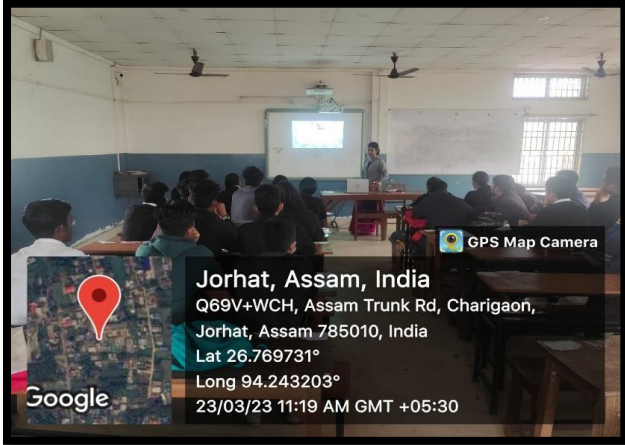 GPS Map Camera
Jorhat, Assam, India
Q69V+WCH, Assam Trunk Rd, Charigaon,
Jorhat, Assam 785010, India
Lat 26.769731°
Long 94.243203°
23/03/23 11:19 AM GMT +05:30
Google